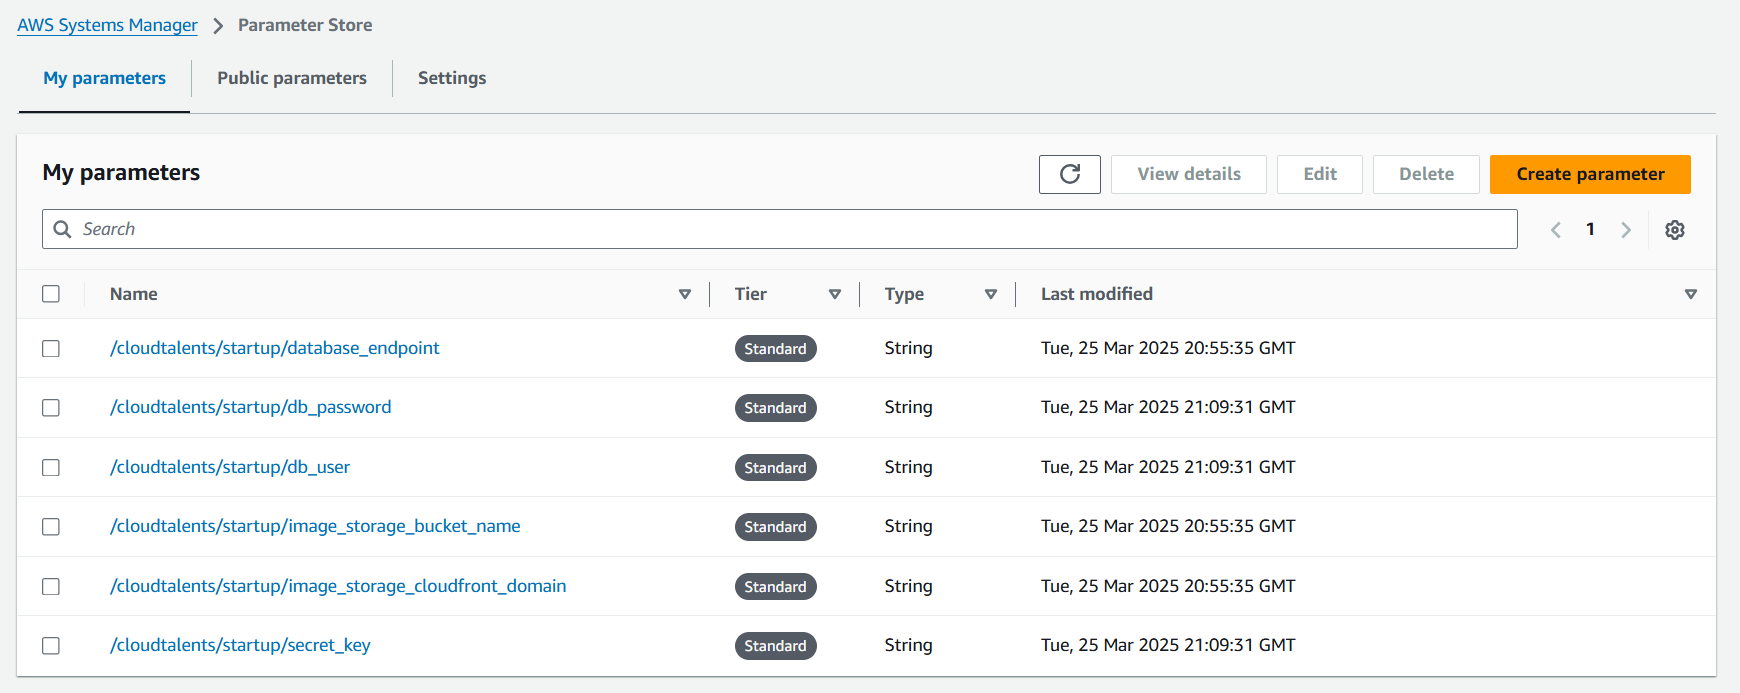 AWS Systems Manager > Parameter Store
My parameters Public parameters Settings
My parameters View details Edit Delete Create parameter
Search 1
Name Tier Type Last modified
/cloudtalents/startup/database_endpoint Standard String Tue, 25 Mar 2025 20:55:35 GMT
/cloudtalents/startup/db_password Standard String Tue, 25 Mar 2025 21:09:31 GMT
/cloudtalents/startup/db_user Standard String Tue, 25 Mar 2025 21:09:31 GMT
/cloudtalents/startup/image_storage_bucket_name Standard String Tue, 25 Mar 2025 20:55:35 GMT
/cloudtalents/startup/image_storage_cloudfront_domain Standard String Tue, 25 Mar 2025 20:55:35 GMT
/cloudtalents/startup/secret_key Standard String Tue, 25 Mar 2025 21:09:31 GMT